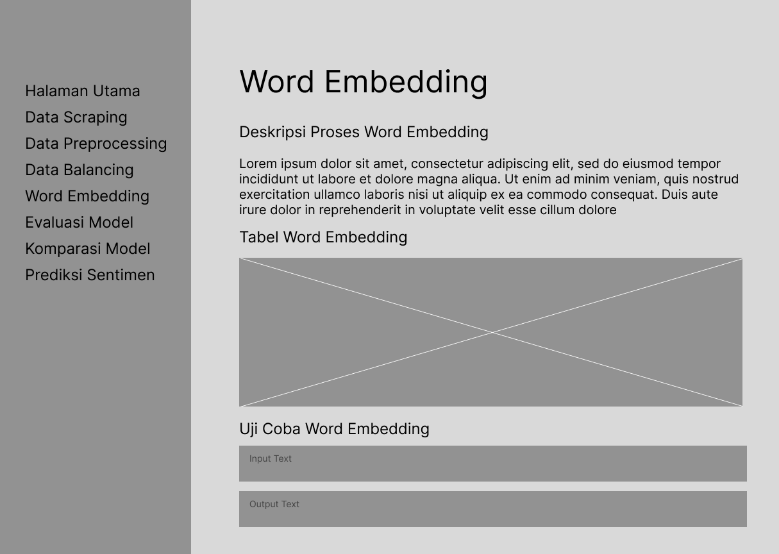 Halaman Utama
Data Scraping
Data Preprocessing
Data Balancing
Word Embedding
Evaluasi Model
Komparasi Model
Prediksi Sentimen
Word Embedding
Deskripsi Proses Word Embedding
Lorem ipsum dolor sit amet, consectetur adipiscing elit, sed do eiusmod tempor
incididunt ut labore et dolore magna aliqua. Ut enim ad minim veniam, quis nostrud
exercitation ullamco laboris nisi ut aliquip ex ea commodo consequat. Duis aute
irure dolor in reprehenderit in voluptate velit esse cillum dolore
Tabel Word Embedding
Uji Coba Word Embedding
Input Text
Output Text